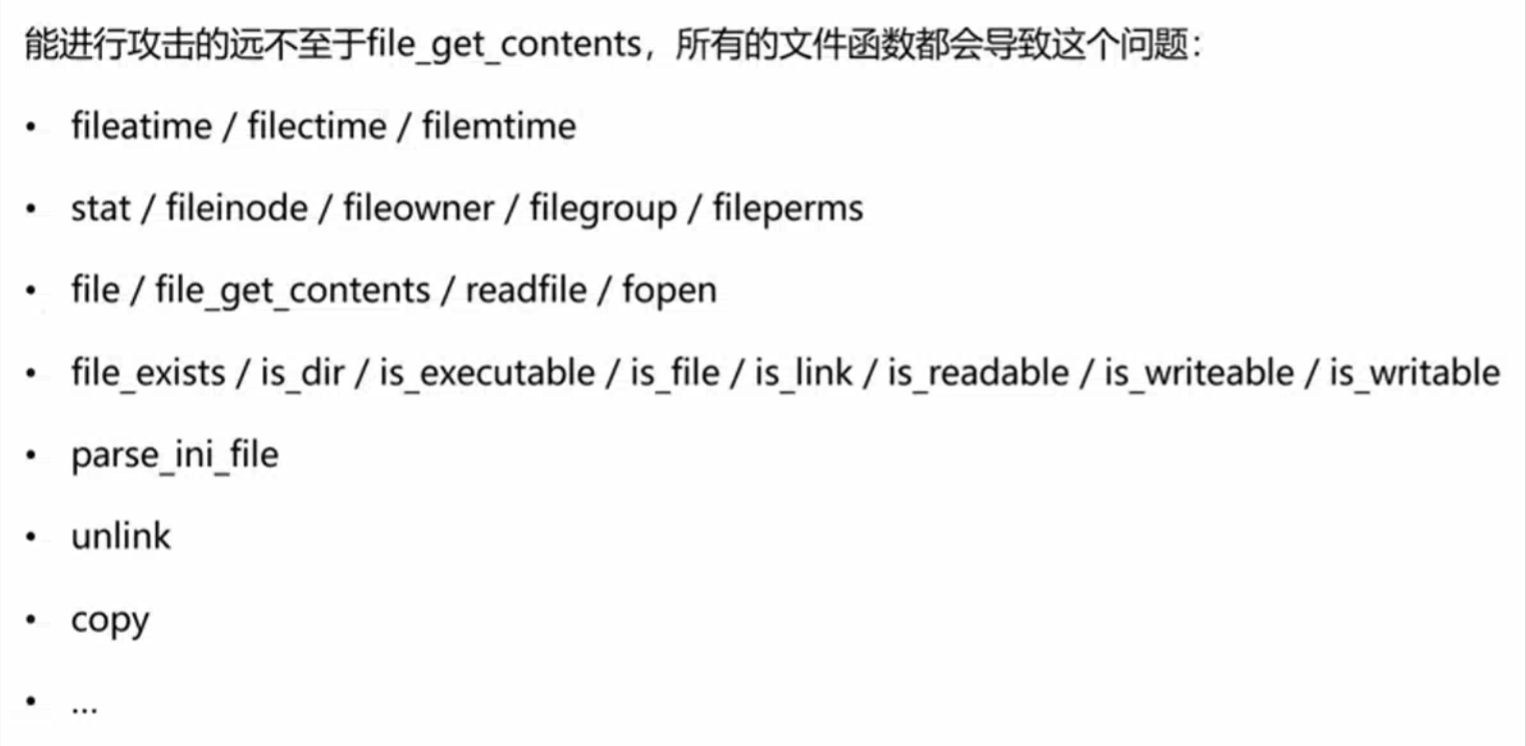 能进行攻击的远不至于file_get_contents，所有的文件函数都会导致这个问题：
• fileatime / filectime / filemtime
• stat / fileinode / fileowner / filegroup / fileperms
• file / file_get_contents / readfile / fopen
• file_exists / is_dir / is_executable / is_file / is_link / is_readable / is_writeable / is_writable
• parse_ini_file
• unlink
• copy
• ...